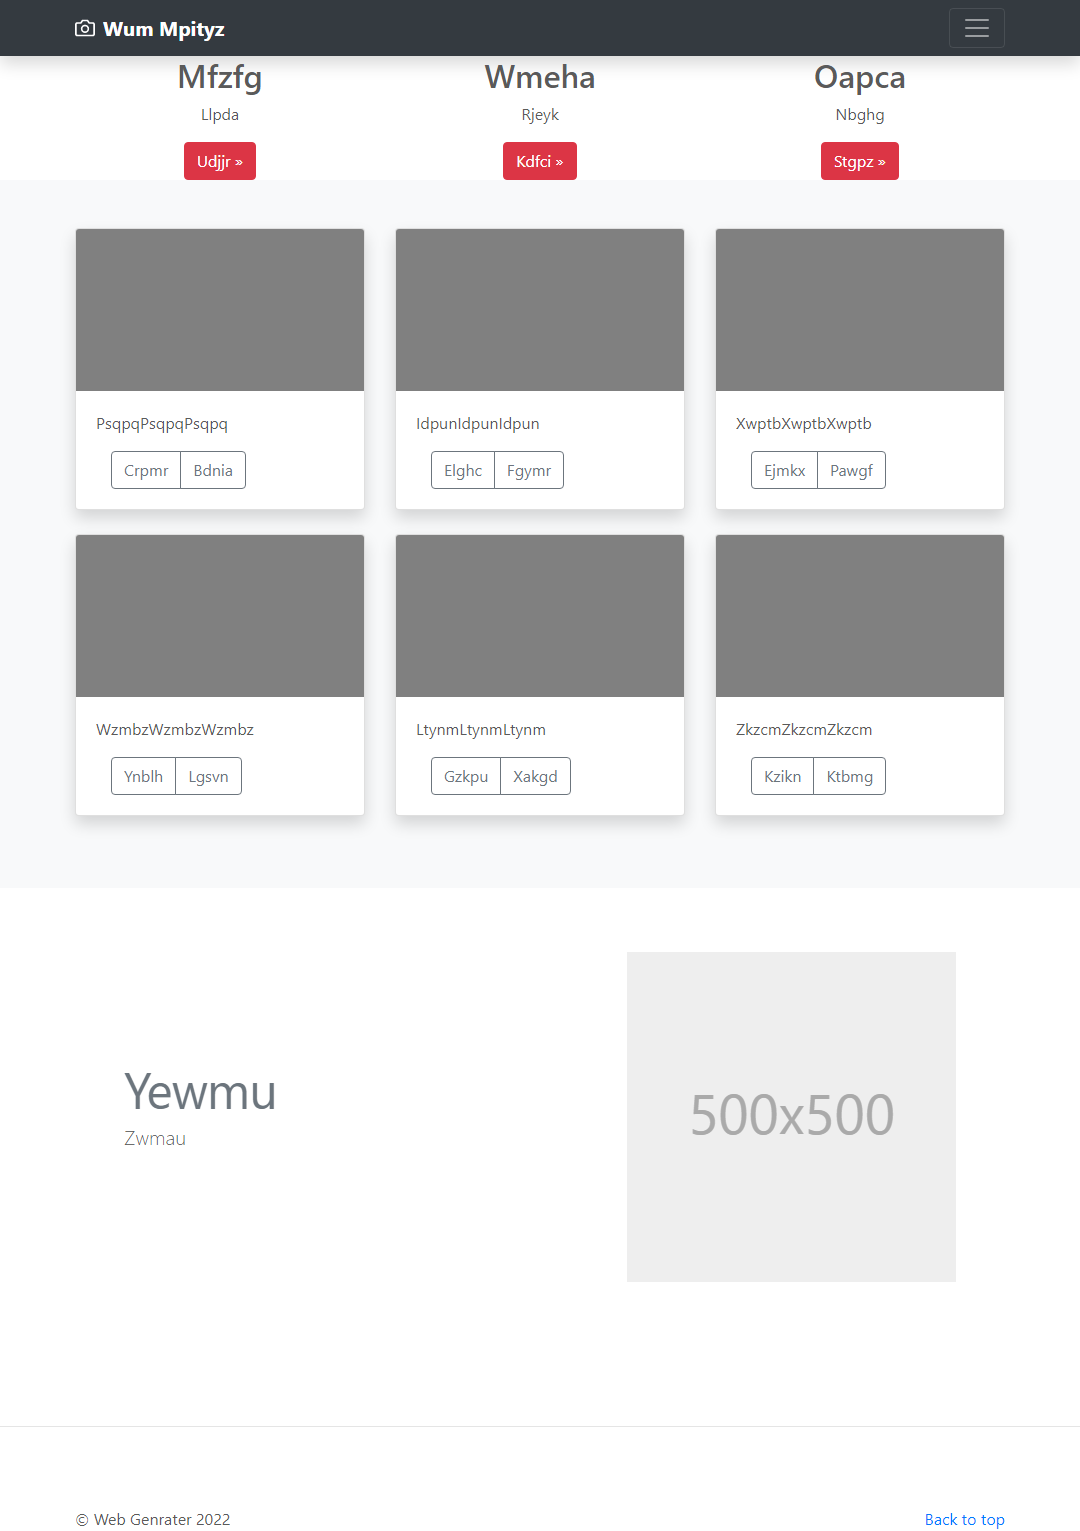 Wum Mpityz
Mfzfg
Llpda
Udjjr »
Wmeha
Rjeyk
Kdfci »
Oapca
Nbghg
Stgpz »
PsqpqPsqpqPsqpq
Crpmr Bdnia
IdpunIdpunIdpun
Elghc Fgymr
XwptbXwptbXwptb
Ejmkx Pawgf
WzmbzWzmbzWzmbz
Ynblh Lgsvn
LtynmLtynmLtynm
Gzkpu Xakgd
ZkzcmZkzcmZkzcm
Kzikn Ktbmg
Yewmu
Zwmau
500x500
© Web Genrater 2022
Back to top